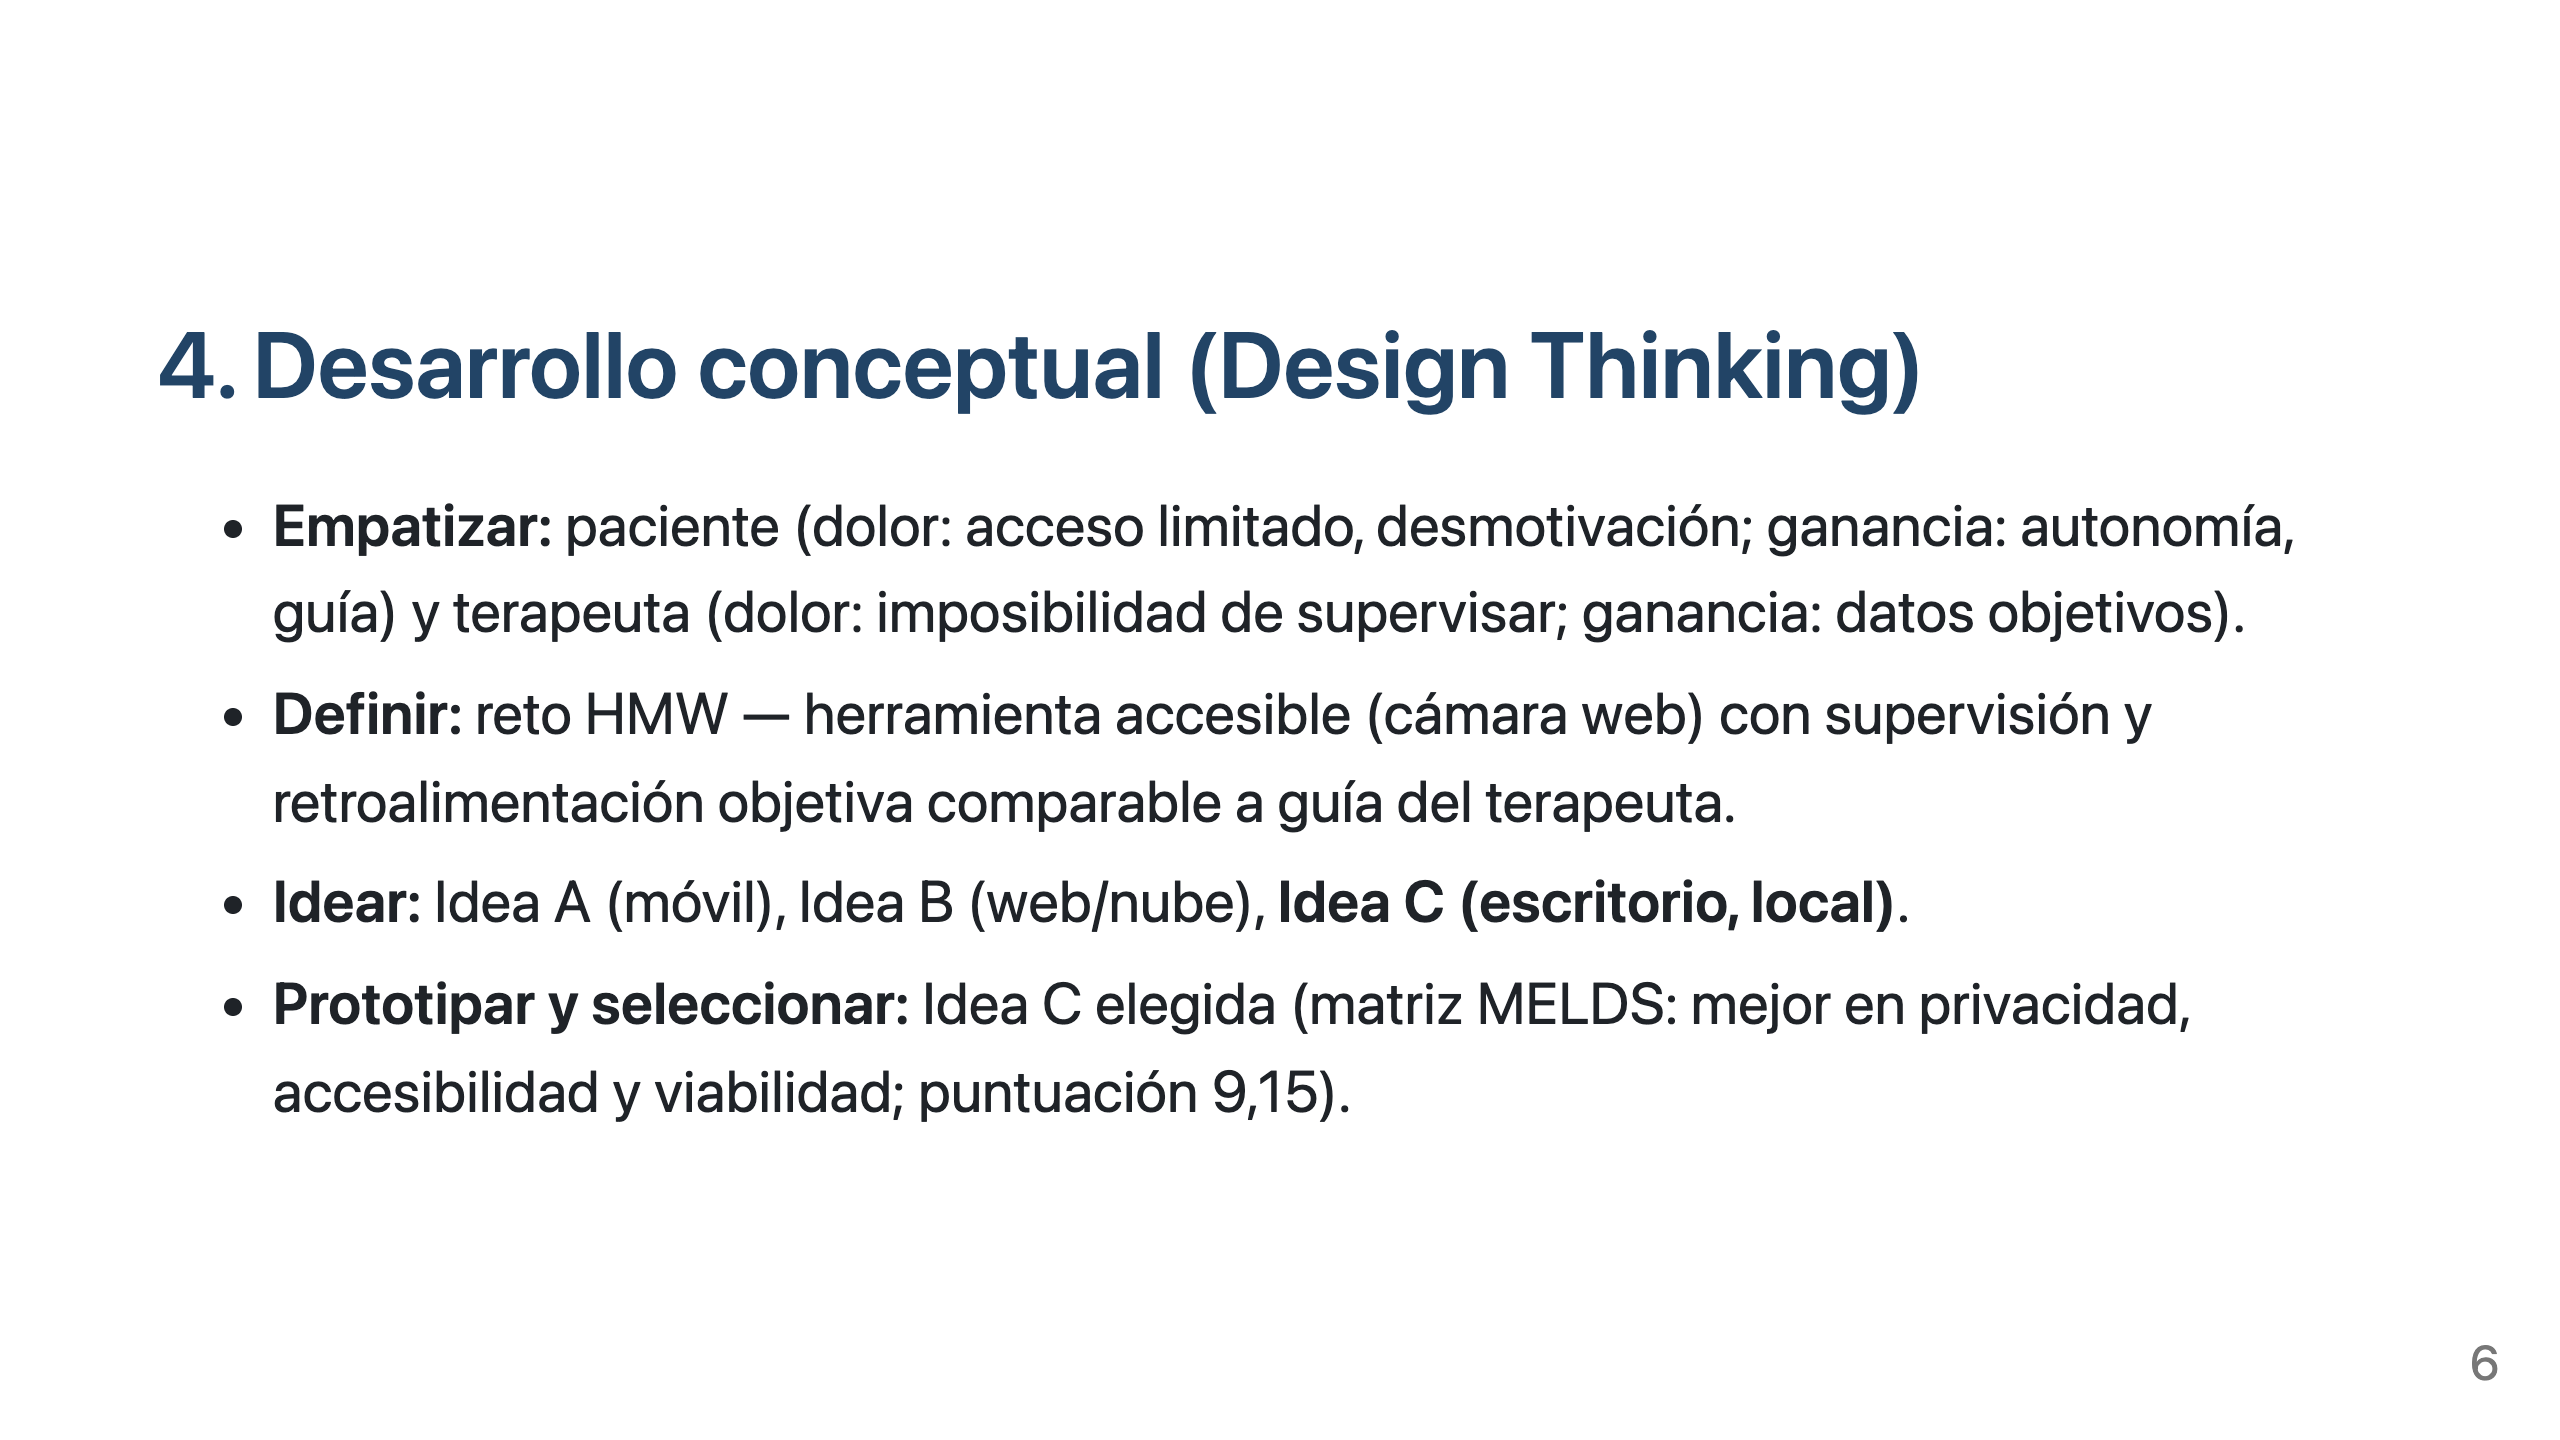 4. Desarrollo conceptual (Design Thinking)
• Empatizar: paciente (dolor: acceso limitado, desmotivación; ganancia: autonomía,
guía) y terapeuta (dolor: imposibilidad de supervisar; ganancia: datos objetivos).
• Definir: reto HMW — herramienta accesible (cámara web) con supervisión y
retroalimentación objetiva comparable a guía del terapeuta.
• Idear: Idea A (móvil), Idea B (web/nube), Idea C (escritorio, local).
• Prototipar y seleccionar: Idea C elegida (matriz MELDS: mejor en privacidad,
accesibilidad y viabilidad; puntuación 9,15).
6